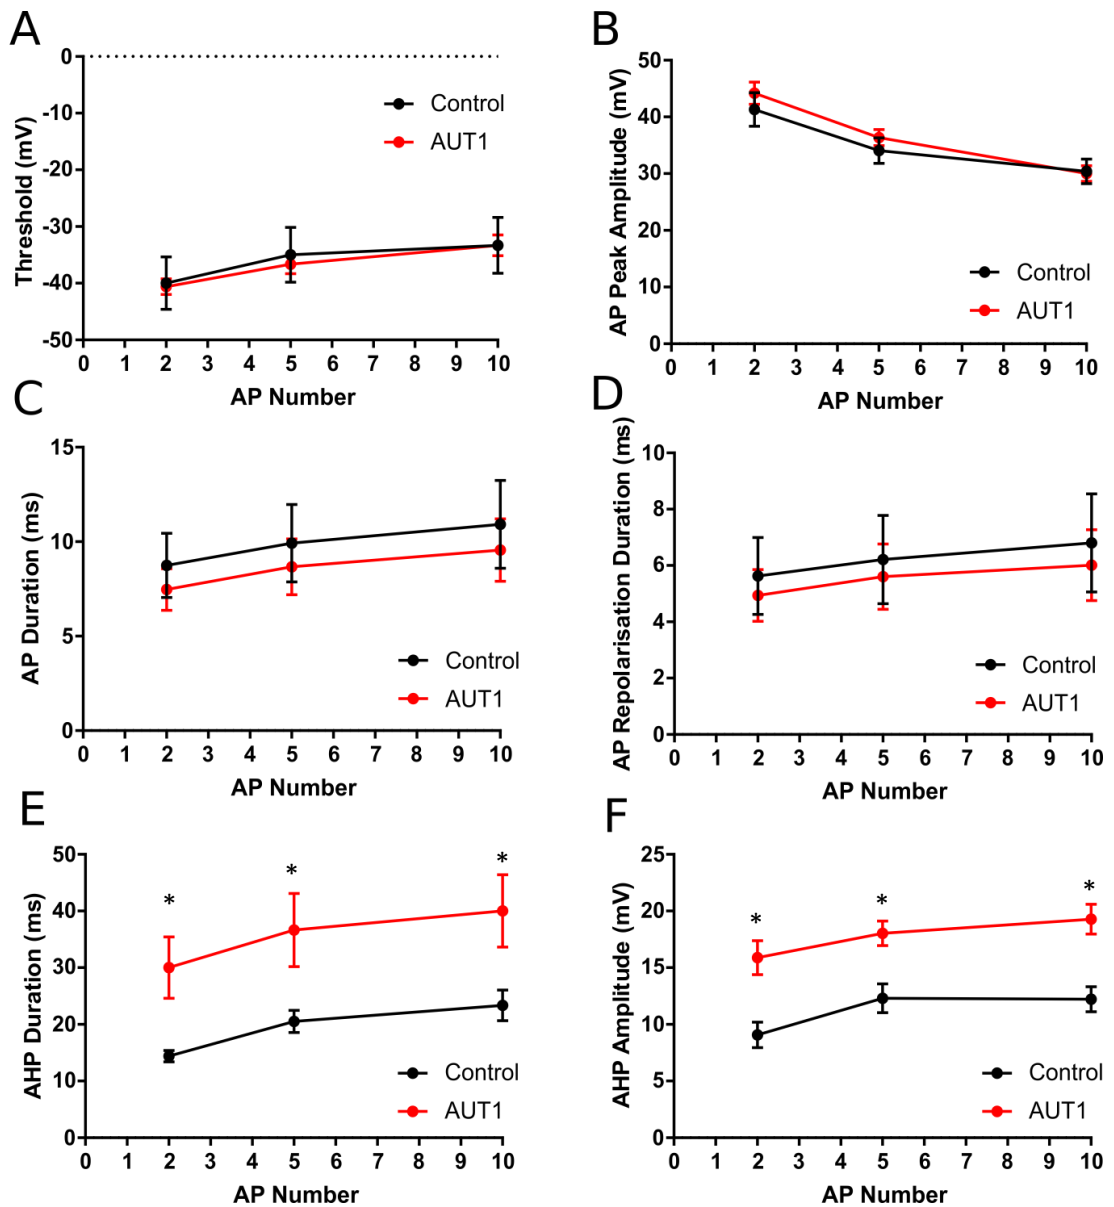 A
Threshold (mV)
0
-10
-20
-30
-40
-50
Control
AUT1
0 1 2 3 4 5 6 7 8 9 10
AP Number
B
AP Peak Amplitude (mV)
50
40
30
20
10
0
Control
AUT1
0 1 2 3 4 5 6 7 8 9 10
AP Number
C
AP Duration (ms)
15
10
5
0
Control
AUT1
0 1 2 3 4 5 6 7 8 9 10
AP Number
D
AP Repolarisation Duration (ms)
10
8
6
4
2
0
Control
AUT1
0 1 2 3 4 5 6 7 8 9 10
AP Number
E
AHP Duration (ms)
50
40
30
20
10
0
* * *
Control
AUT1
0 1 2 3 4 5 6 7 8 9 10
AP Number
F
AHP Amplitude (mV)
25
20
15
10
5
0
* * *
Control
AUT1
0 1 2 3 4 5 6 7 8 9 10
AP Number